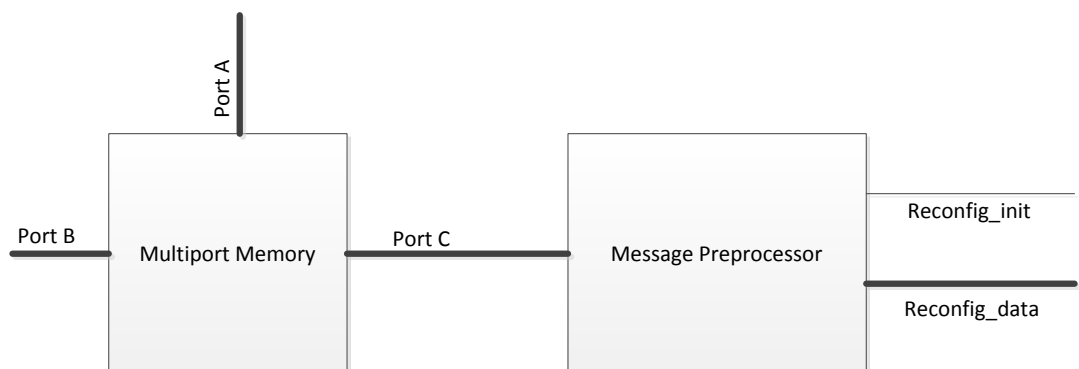 Port A
Port B
Multiport Memory
Port C
Message Preprocessor
Reconfig_init
Reconfig_data